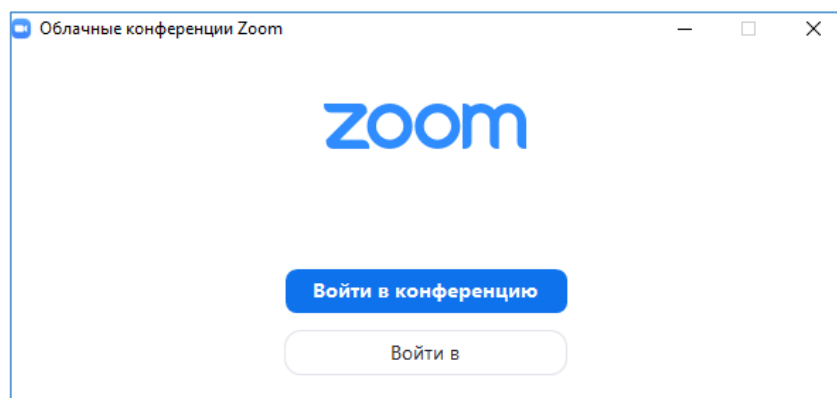 Облачные конференции Zoom
zoom
Войти в конференцию
Войти в